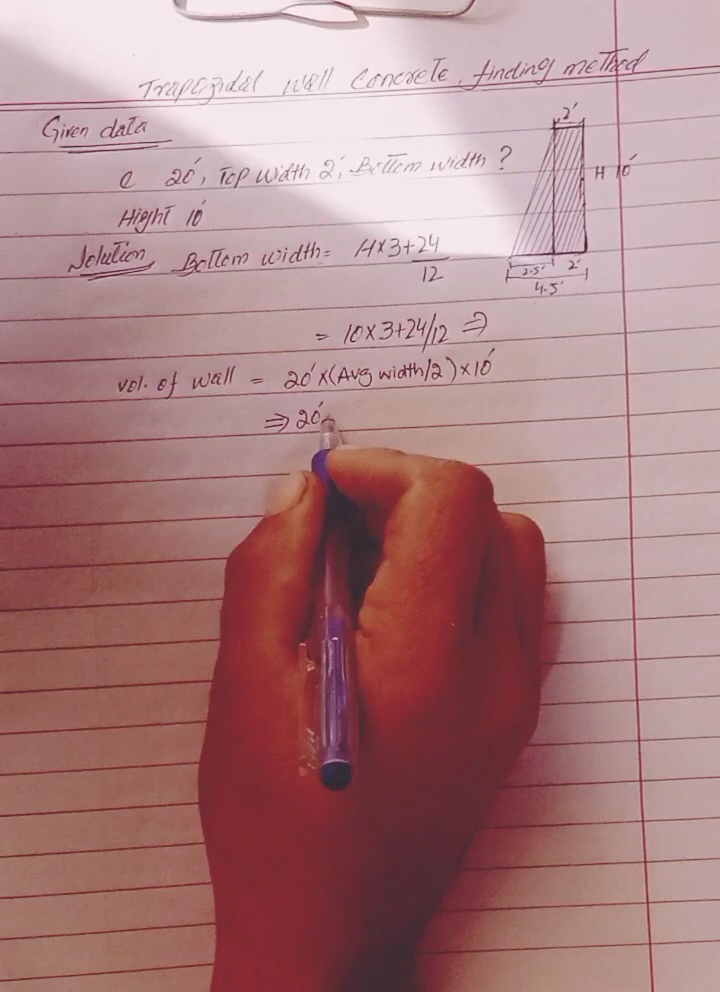 Trapezidal Wall Concrete finding method
Given data
2'
e 20', Top width 2', Bottom width ?
H 10'
Hight 10'
Solution Bottom width = H×3+24
12
2.5' 2'
4.5'
= 10×3+24/12 ⇒
vol. of wall = 20'×(Avg width/2)×10'
⇒ 20'